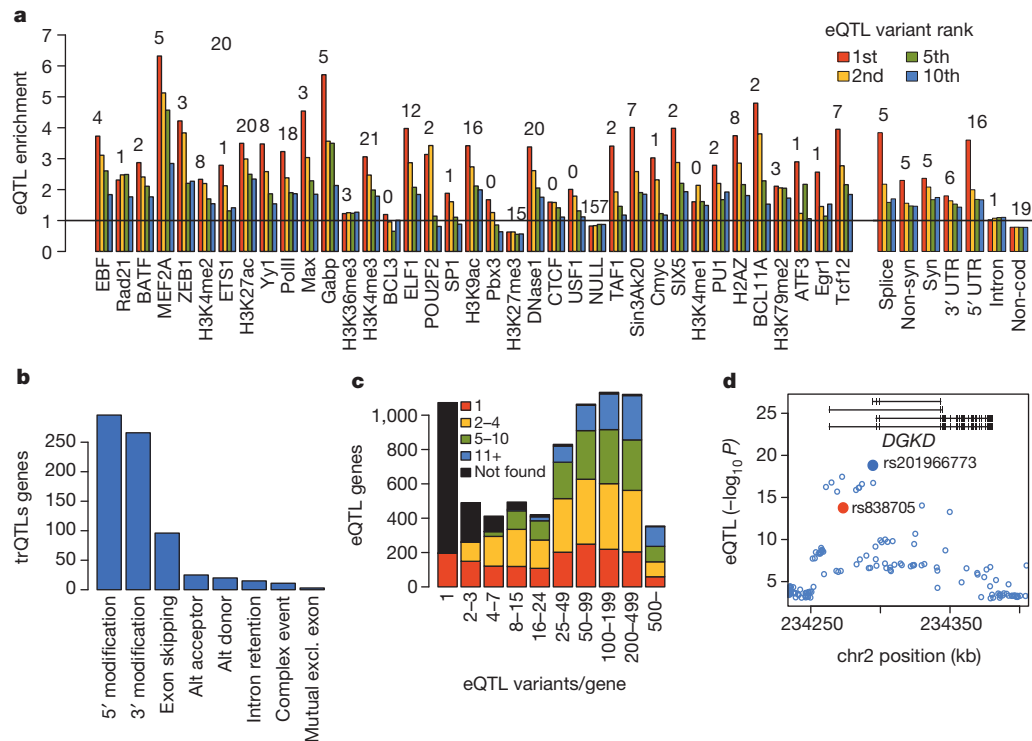 a
eQTL enrichment
7
6
5
4
3
2
1
0
4 1 2 5 3 8 20 1 20 8 18 3 5 3 21 0 12 2 1 16 0 15 20 0 0 157 2 7 1 2 4 2 8 2 3 2 1 7
5 5 5 6 16 1 19
eQTL variant rank
1st
2nd
5th
10th
EBF
Rad21
BATF
MEF2A
ZEB1
H3K4me2
ETS1
H3K27ac
Yy1
PolII
Max
Gabp
H3K36me3
H3K4me3
BCL3
ELF1
POU2F2
SP1
H3K9ac
Pbx3
H3K27me3
DNase1
CTCF
USF1
NULL
TAF1
Sin3Ak20
Cmyc
SIX5
H3K4me1
PU1
H2AZ
BCL11A
H3K79me2
ATF3
Egr1
Tcf12
Splice
Non-syn
Syn
3′ UTR
5′ UTR
Intron
Non-cod
b
trQTLs genes
250
200
150
100
50
0
5′ modification
3′ modification
Exon skipping
Alt acceptor
Alt donor
Intron retention
Complex event
Mutual excl. exon
c
eQTL genes
1,000
800
600
400
200
0
1
2–4
5–10
11+
Not found
1
2–3
4–7
8–15
16–24
25–49
50–99
100–199
200–499
500–
eQTL variants/gene
d
eQTL (−log10 P)
25
20
15
10
5
DGKD
rs201966773
rs838705
234250
234350
chr2 position (kb)